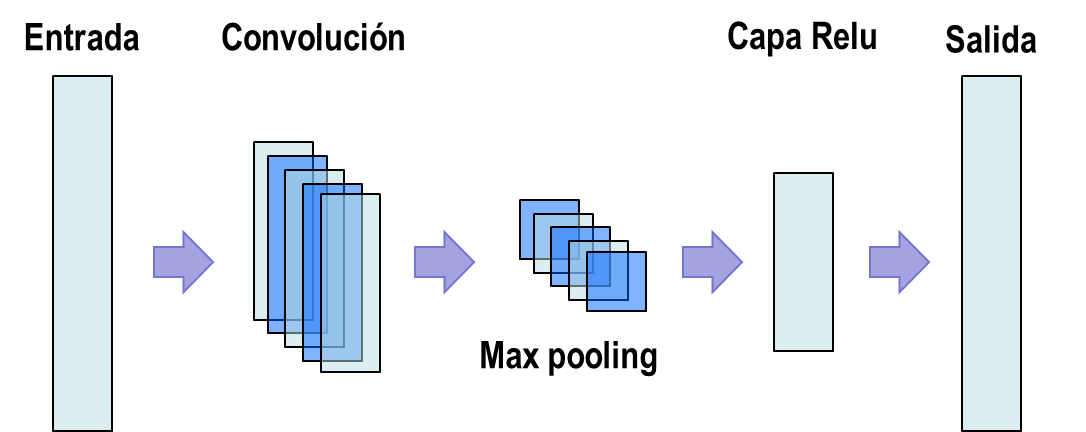 Entrada
Convolución
Max pooling
Capa Relu
Salida